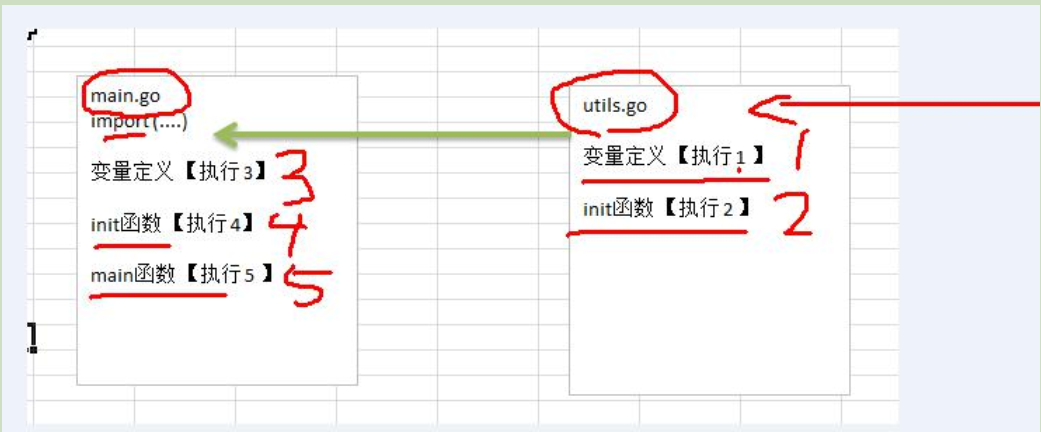 main.go
import (....)
变量定义【执行3】 3
init函数【执行4】 4
main函数【执行5 】 5
utils.go
变量定义【执行1 】 1
init函数【执行2 】 2